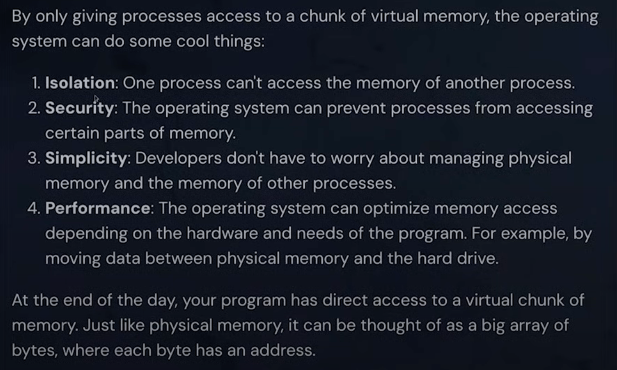 By only giving processes access to a chunk of virtual memory, the operating
system can do some cool things:
1. Isolation: One process can't access the memory of another process.
2. Security: The operating system can prevent processes from accessing
certain parts of memory.
3. Simplicity: Developers don't have to worry about managing physical
memory and the memory of other processes.
4. Performance: The operating system can optimize memory access
depending on the hardware and needs of the program. For example, by
moving data between physical memory and the hard drive.
At the end of the day, your program has direct access to a virtual chunk of
memory. Just like physical memory, it can be thought of as a big array of
bytes, where each byte has an address.